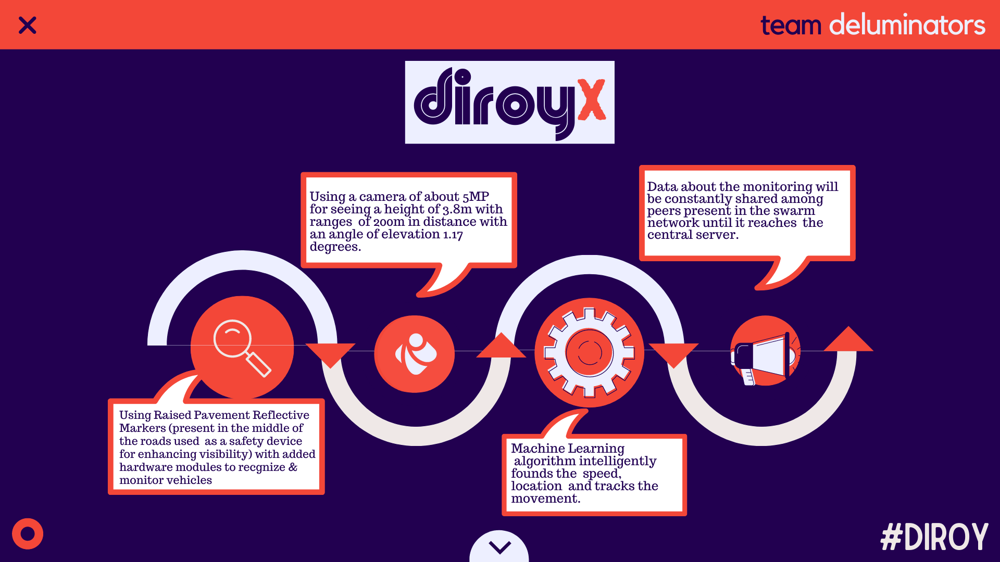 team deluminators
diroyX
Using a camera of about 5MP
for seeing a height of 3.8m with
ranges of 200m in distance with
an angle of elevation 1.17
degrees.
Data about the monitoring will
be constantly shared among
peers present in the swarm
network until it reaches the
central server.
Using Raised Pavement Reflective
Markers (present in the middle of
the roads used as a safety device
for enhancing visibility) with added
hardware modules to recgnize &
monitor vehicles
Machine Learning
algorithm intelligently
founds the speed,
location and tracks the
movement.
#DIROY